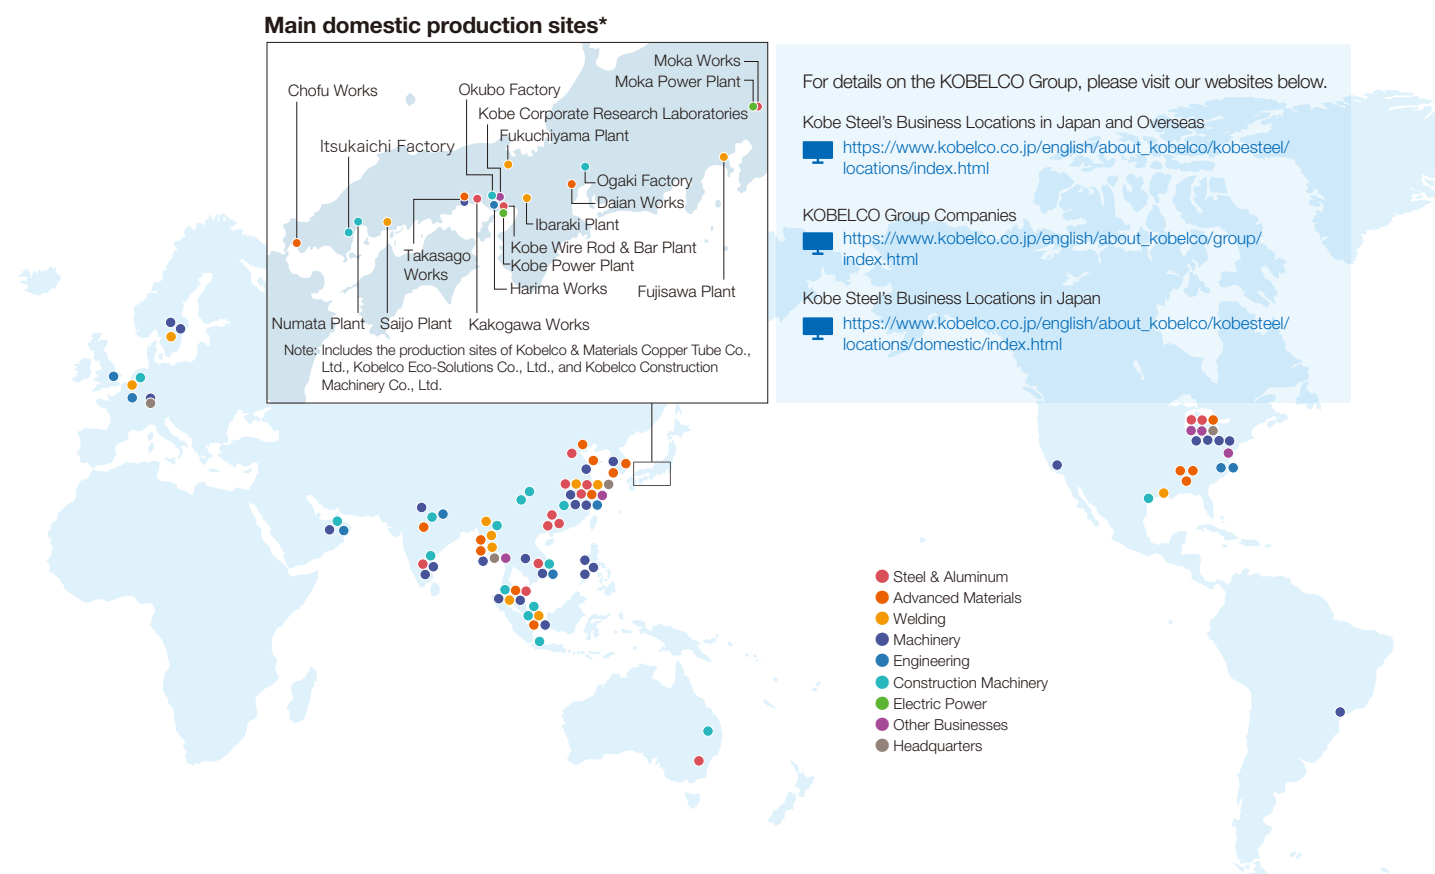 Main domestic production sites*
Moka Works
Moka Power Plant
Chofu Works
Okubo Factory
Kobe Corporate Research Laboratories
Fukuchiyama Plant
Itsukaichi Factory
Ogaki Factory
Daian Works
Ibaraki Plant
Kobe Wire Rod & Bar Plant
Takasago
Works
Kobe Power Plant
Harima Works
Fujisawa Plant
Numata Plant
Saijo Plant
Kakogawa Works
Note: Includes the production sites of Kobelco & Materials Copper Tube Co.,
Ltd., Kobelco Eco-Solutions Co., Ltd., and Kobelco Construction
Machinery Co., Ltd.
For details on the KOBELCO Group, please visit our websites below.
Kobe Steel's Business Locations in Japan and Overseas
https://www.kobelco.co.jp/english/about_kobelco/kobesteel/
locations/index.html
KOBELCO Group Companies
https://www.kobelco.co.jp/english/about_kobelco/group/
index.html
Kobe Steel's Business Locations in Japan
https://www.kobelco.co.jp/english/about_kobelco/kobesteel/
locations/domestic/index.html
Steel & Aluminum
Advanced Materials
Welding
Machinery
Engineering
Construction Machinery
Electric Power
Other Businesses
Headquarters